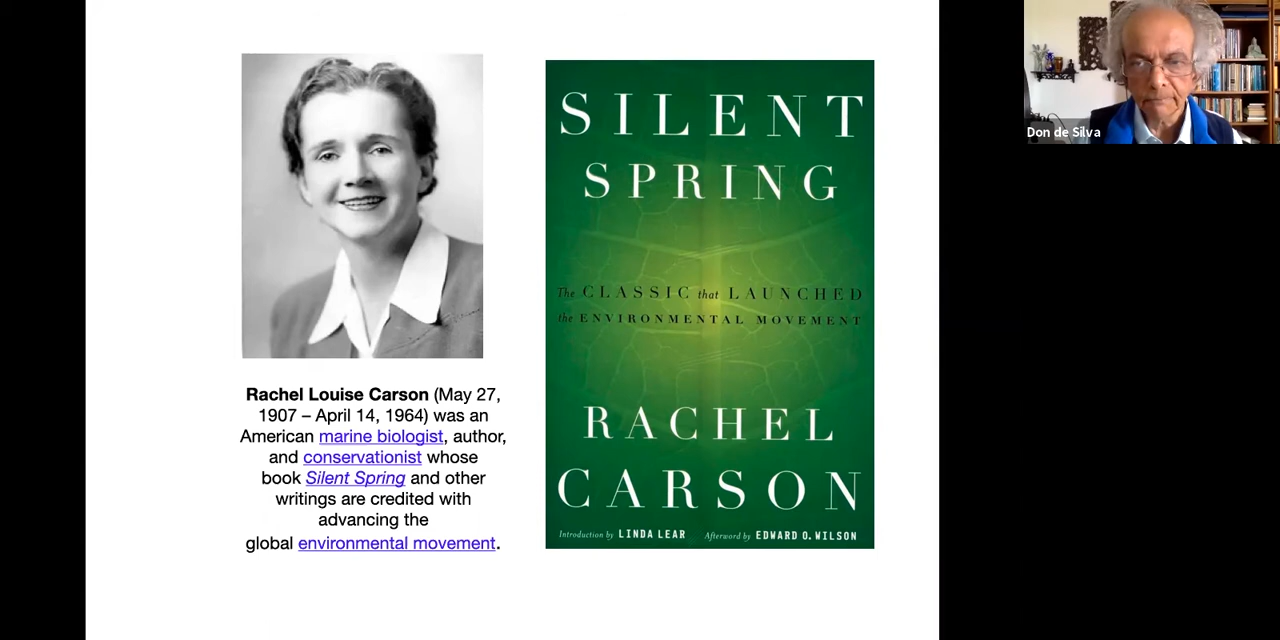 SILENT
SPRING
The CLASSIC that LAUNCHED
the ENVIRONMENTAL MOVEMENT
RACHEL
CARSON
Introduction by LINDA LEAR Afterword by EDWARD O. WILSON
Rachel Louise Carson (May 27,
1907 – April 14, 1964) was an
American marine biologist, author,
and conservationist whose
book Silent Spring and other
writings are credited with
advancing the
global environmental movement.
Don de Silva